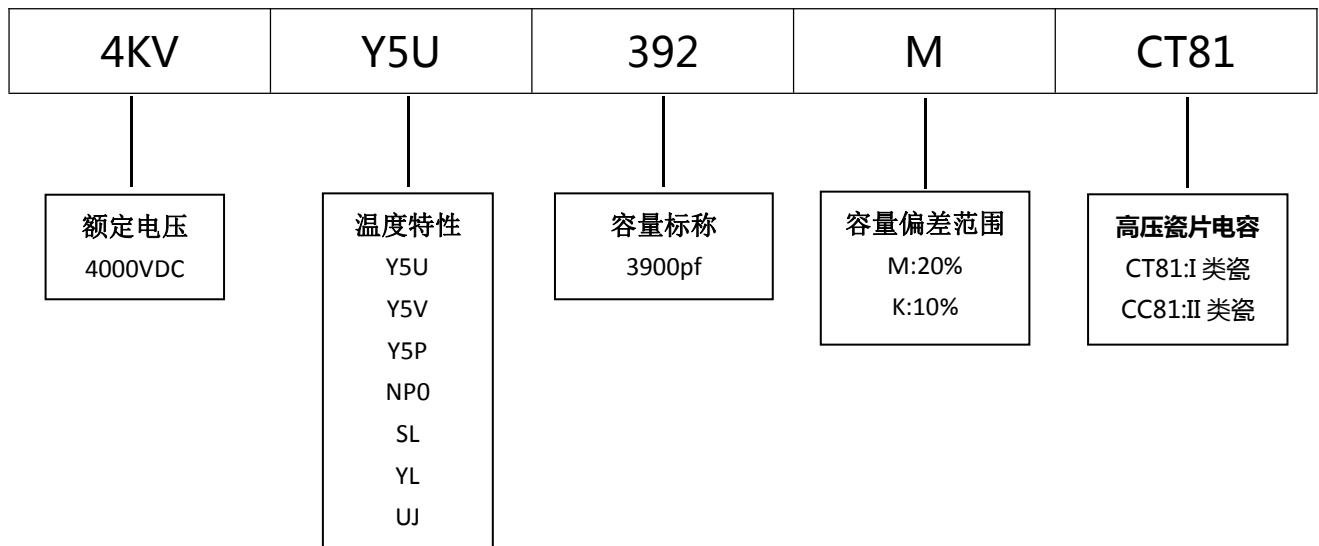 4KV Y5U 392 M CT81
额定电压
4000VDC
温度特性
Y5U
Y5V
Y5P
NP0
SL
YL
UJ
容量标称
3900pf
容量偏差范围
M:20%
K:10%
高压瓷片电容
CT81:I 类瓷
CC81:II 类瓷